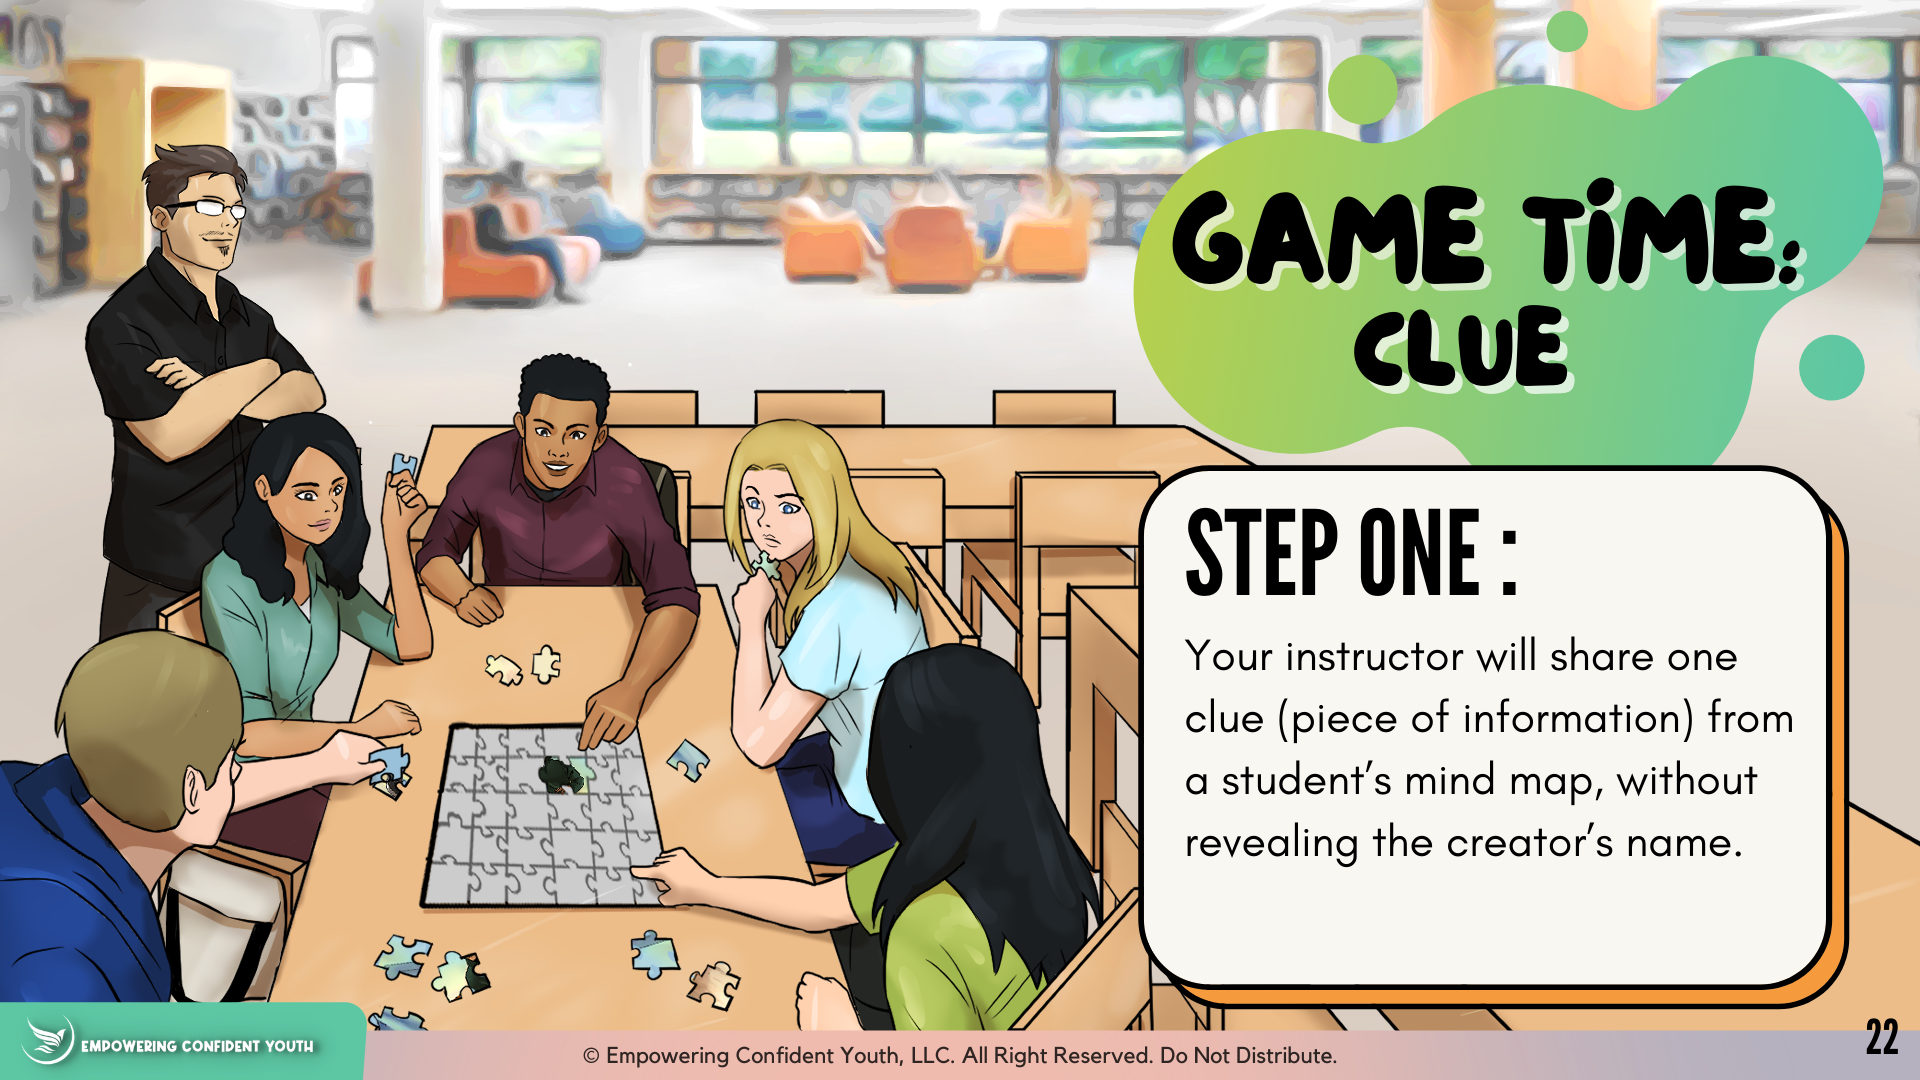 GAME TIME:
CLUE
STEP ONE :
Your instructor will share one
clue (piece of information) from
a student's mind map, without
revealing the creator's name.
EMPOWERING CONFIDENT YOUTH
© Empowering Confident Youth, LLC. All Right Reserved. Do Not Distribute.
22